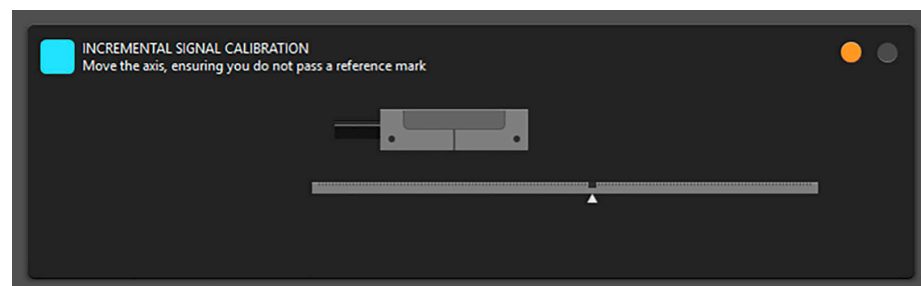 INCREMENTAL SIGNAL CALIBRATION
Move the axis, ensuring you do not pass a reference mark